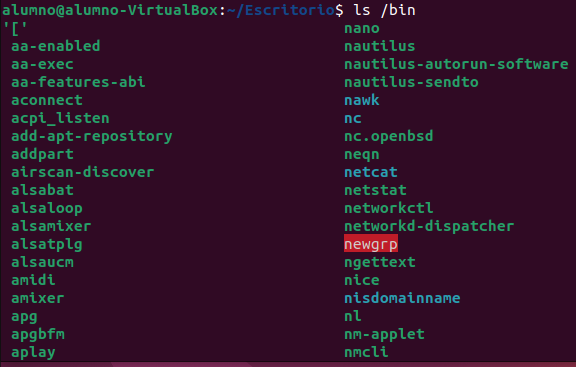 alumno@alumno-VirtualBox:~/Escritorio$ ls /bin
'[' nano
aa-enabled nautilus
aa-exec nautilus-autorun-software
aa-features-abi nautilus-sendto
aconnect nawk
acpi_listen nc
add-apt-repository nc.openbsd
addpart neqn
airscan-discover netcat
alsabat netstat
alsaloop networkctl
alsamixer networkd-dispatcher
alsatplg newgrp
alsaucm ngettext
amidi nice
amixer nisdomainname
apg nl
apgbfm nm-applet
aplay nmcli